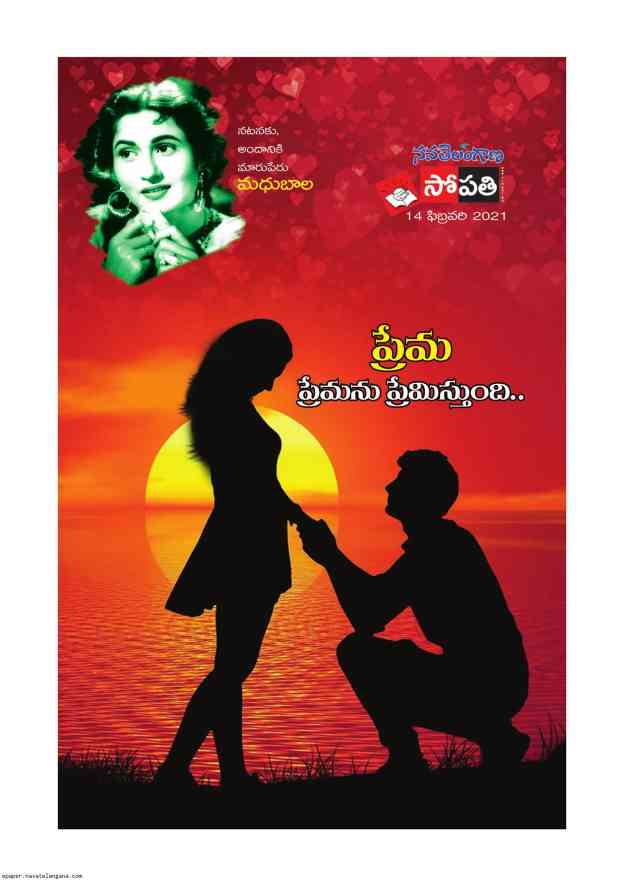 నటనకు,
అందానికి
మారుపేరు
మధుబాల
నవతెలంగాణ
సోపతి
14 ఫిబ్రవరి 2021
ప్రేమ
ప్రేమను ప్రేమిస్తుంది..
epaper.navatelangana.com